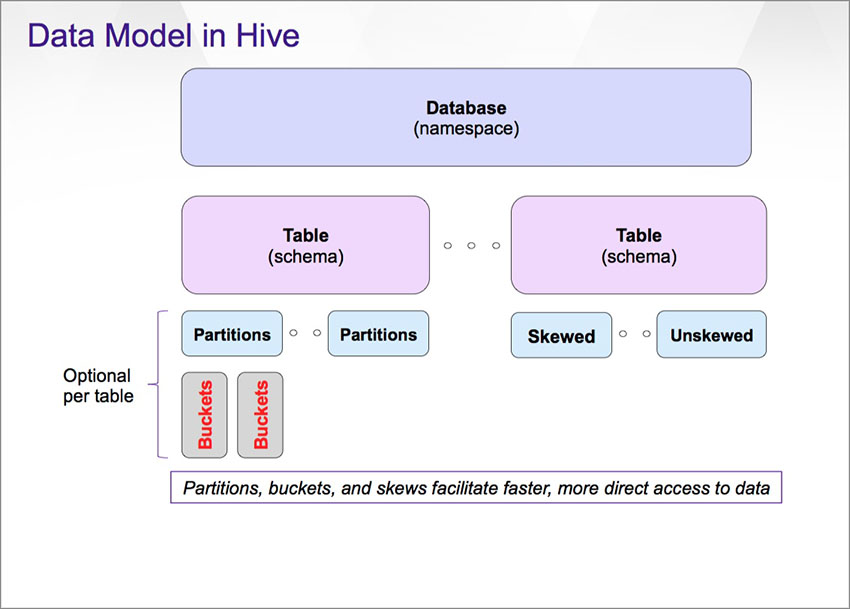 Data Model in Hive
Database
(namespace)
Table
(schema)
Table
(schema)
Partitions
Partitions
Skewed
Unskewed
Optional
per table
Buckets
Buckets
Partitions, buckets, and skews facilitate faster, more direct access to data